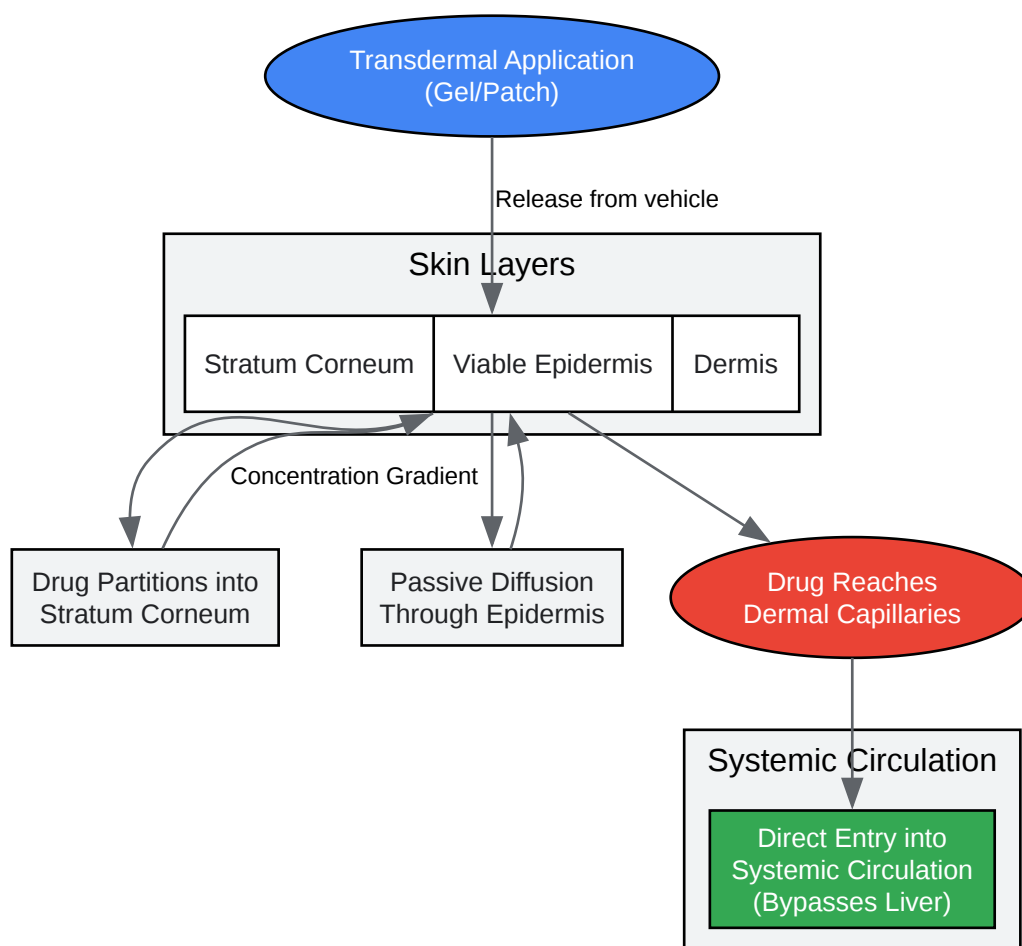 Transdermal Application
(Gel/Patch)
Release from vehicle
Skin Layers
Stratum Corneum
Viable Epidermis
Dermis
Concentration Gradient
Drug Partitions into
Stratum Corneum
Passive Diffusion
Through Epidermis
Drug Reaches
Dermal Capillaries
Systemic Circulation
Direct Entry into
Systemic Circulation
(Bypasses Liver)